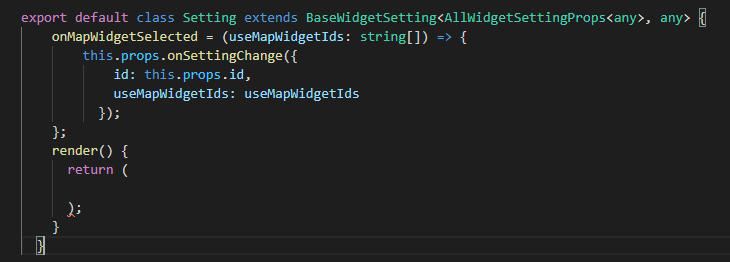 export default class Setting extends BaseWidgetSetting<AllWidgetSettingProps<any>, any> {
onMapWidgetSelected = (useMapWidgetIds: string[]) => {
this.props.onSettingChange({
id: this.props.id,
useMapWidgetIds: useMapWidgetIds
});
};
render() {
return (
);
}
}